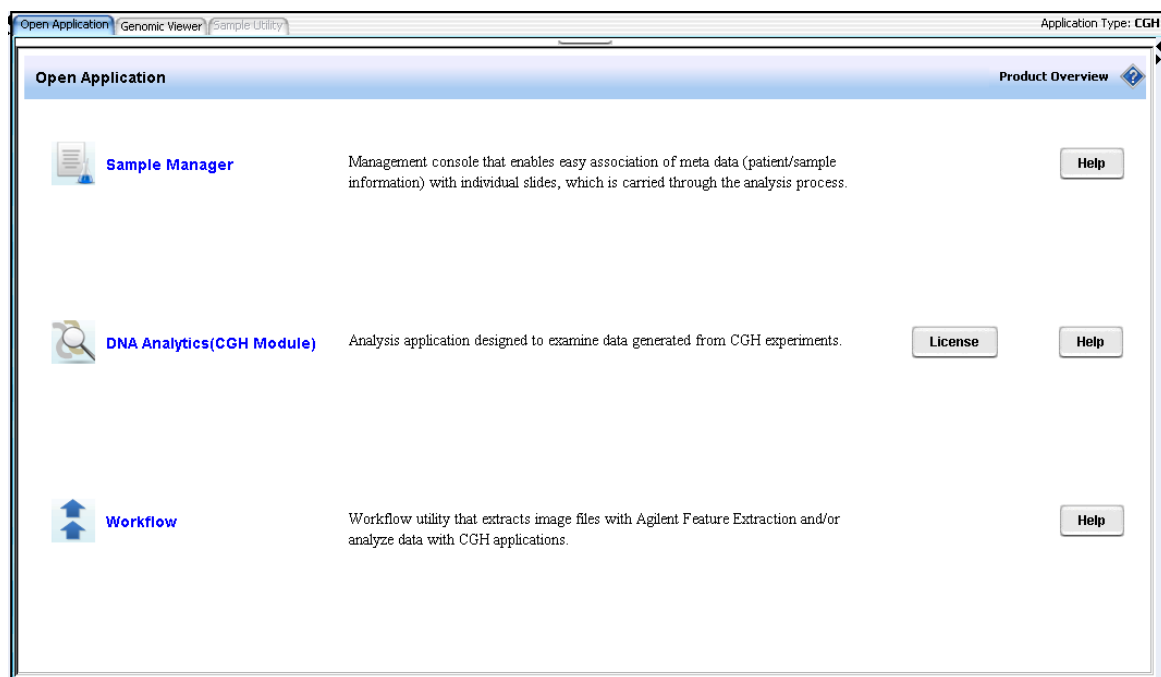 Open Application Genomic Viewer Sample Utility Application Type: CGH
Open Application Product Overview ?
Sample Manager Management console that enables easy association of meta data (patient/sample Help
information) with individual slides, which is carried through the analysis process.
DNA Analytics(CGH Module) Analysis application designed to examine data generated from CGH experiments. License Help
Workflow Workflow utility that extracts image files with Agilent Feature Extraction and/or Help
analyze data with CGH applications.